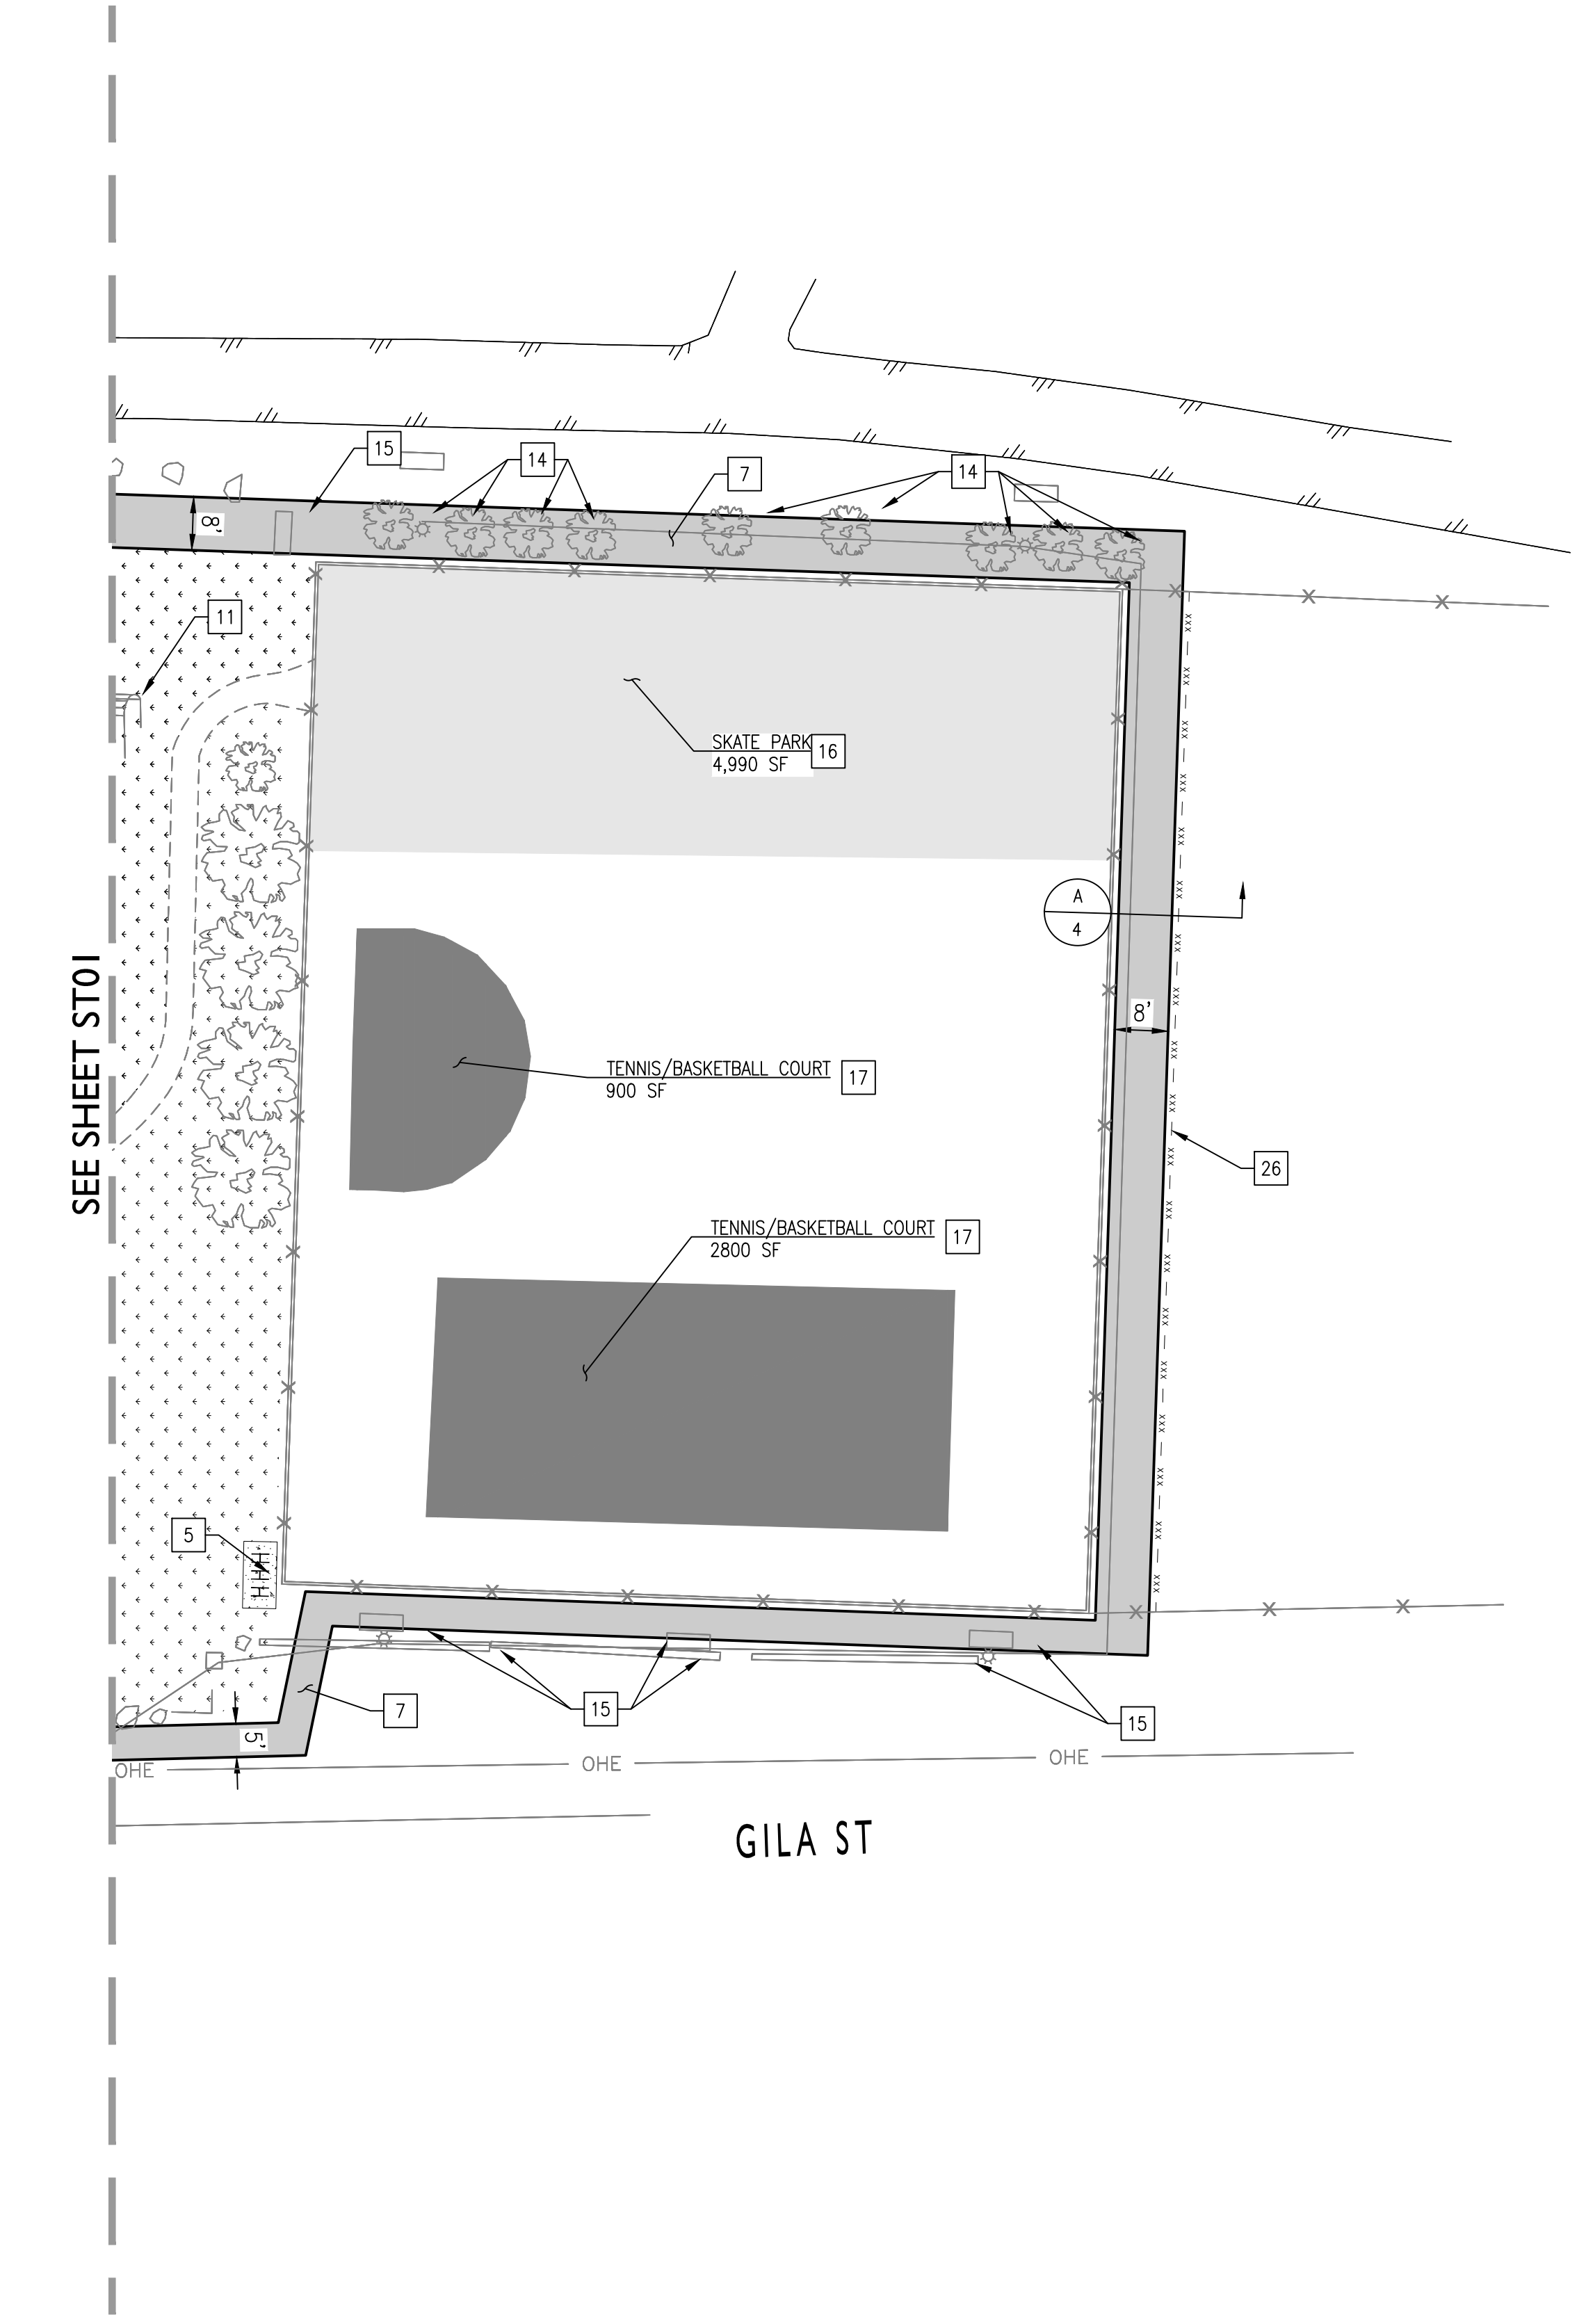 15
14
7
14
8'
11
SKATE PARK
4,990 SF
16
A
4
SEE SHEET ST01
8'
TENNIS/BASKETBALL COURT
900 SF
17
26
TENNIS/BASKETBALL COURT
2800 SF
17
5
7
15
15
5'
OHE
OHE
OHE
GILA ST